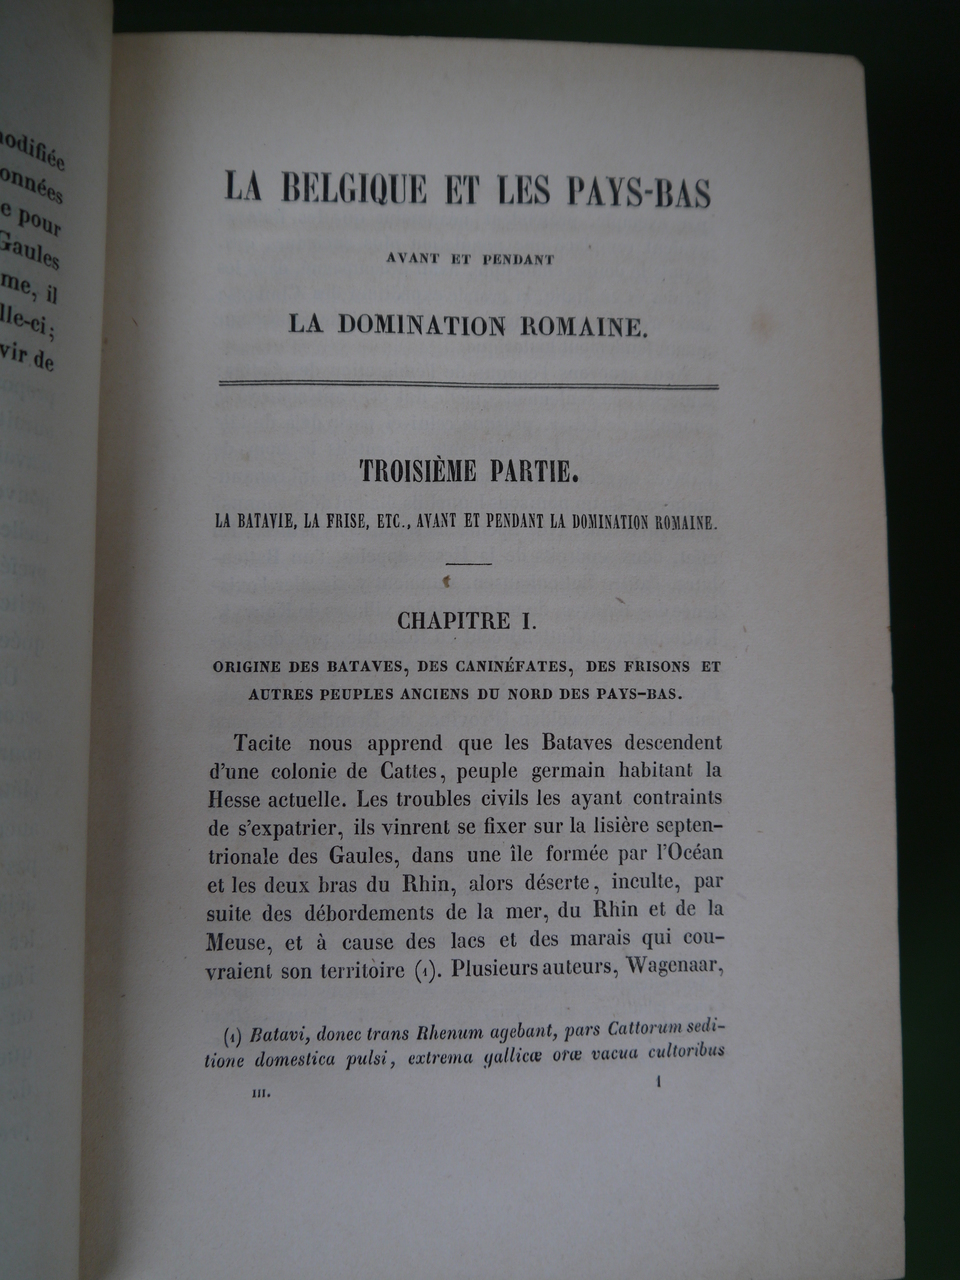 modifiée
onnées
e pour
Gaules
me, il
lle-ci;
vir de
LA BELGIQUE ET LES PAYS-BAS
AVANT ET PENDANT
LA DOMINATION ROMAINE.
TROISIÈME PARTIE.
LA BATAVIE, LA FRISE, ETC., AVANT ET PENDANT LA DOMINATION ROMAINE.
CHAPITRE I.
ORIGINE DES BATAVES, DES CANINÉFATES, DES FRISONS ET
AUTRES PEUPLES ANCIENS DU NORD DES PAYS-BAS.
Tacite nous apprend que les Bataves descendent
d'une colonie de Cattes, peuple germain habitant la
Hesse actuelle. Les troubles civils les ayant contraints
de s'expatrier, ils vinrent se fixer sur la lisière septen-
trionale des Gaules, dans une île formée par l'Océan
et les deux bras du Rhin, alors déserte, inculte, par
suite des débordements de la mer, du Rhin et de la
Meuse, et à cause des lacs et des marais qui cou-
vraient son territoire (1). Plusieurs auteurs, Wagenaar,
(1) Batavi, donec trans Rhenum agebant, pars Cattorum sedi-
tione domestica pulsi, extrema gallicæ oræ vacua cultoribus
III. 1